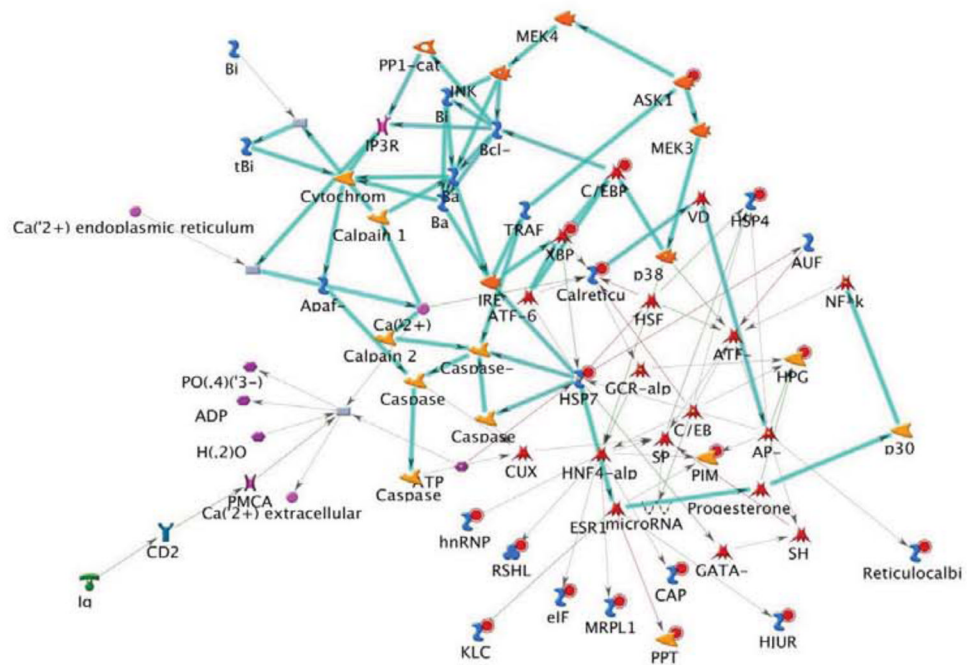 MEK4
PP1-cat
Bi
INK
ASK1
Bi
Bcl-
MEK3
tBi
IP3R
C/EBP
Cytochrom
Ba
Ba
VD
HSP4
Ca('2+) endoplasmic reticulum
Calpain 1
TRAF
XBP
AUF
p38
Apaf-
IRE
ATF-6
Calreticu
HSF
NF-k
Ca('2+)
ATF-
Calpain 2
Caspase-
HPG
PO(,4)('3-)
Caspase
HSP7
GCR-alp
ADP
Caspase
C/EB
H(,2)O
SP
AP-
p30
CUX
HNF4-alp
PIM
ATP
Caspase
PMCA
Ca('2+) extracellular
ESR1
microRNA
Progesterone
CD2
hnRNP
SH
RSHL
GATA-
Reticulocalbi
Ig
CAP
eIF
MRPL1
HIUR
KLC
PPT